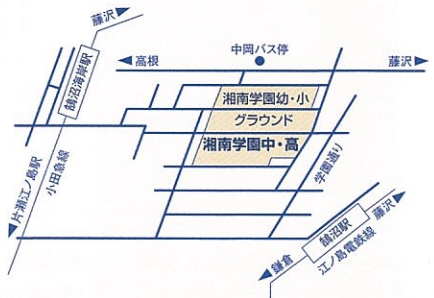 藤沢
鵠沼海岸駅
高根
中岡バス停
藤沢
湘南学園幼・小
グラウンド
湘南学園中・高
学園通り
小田急線
片瀬江ノ島駅
鵠沼駅
藤沢
江ノ島電鉄線
鎌倉